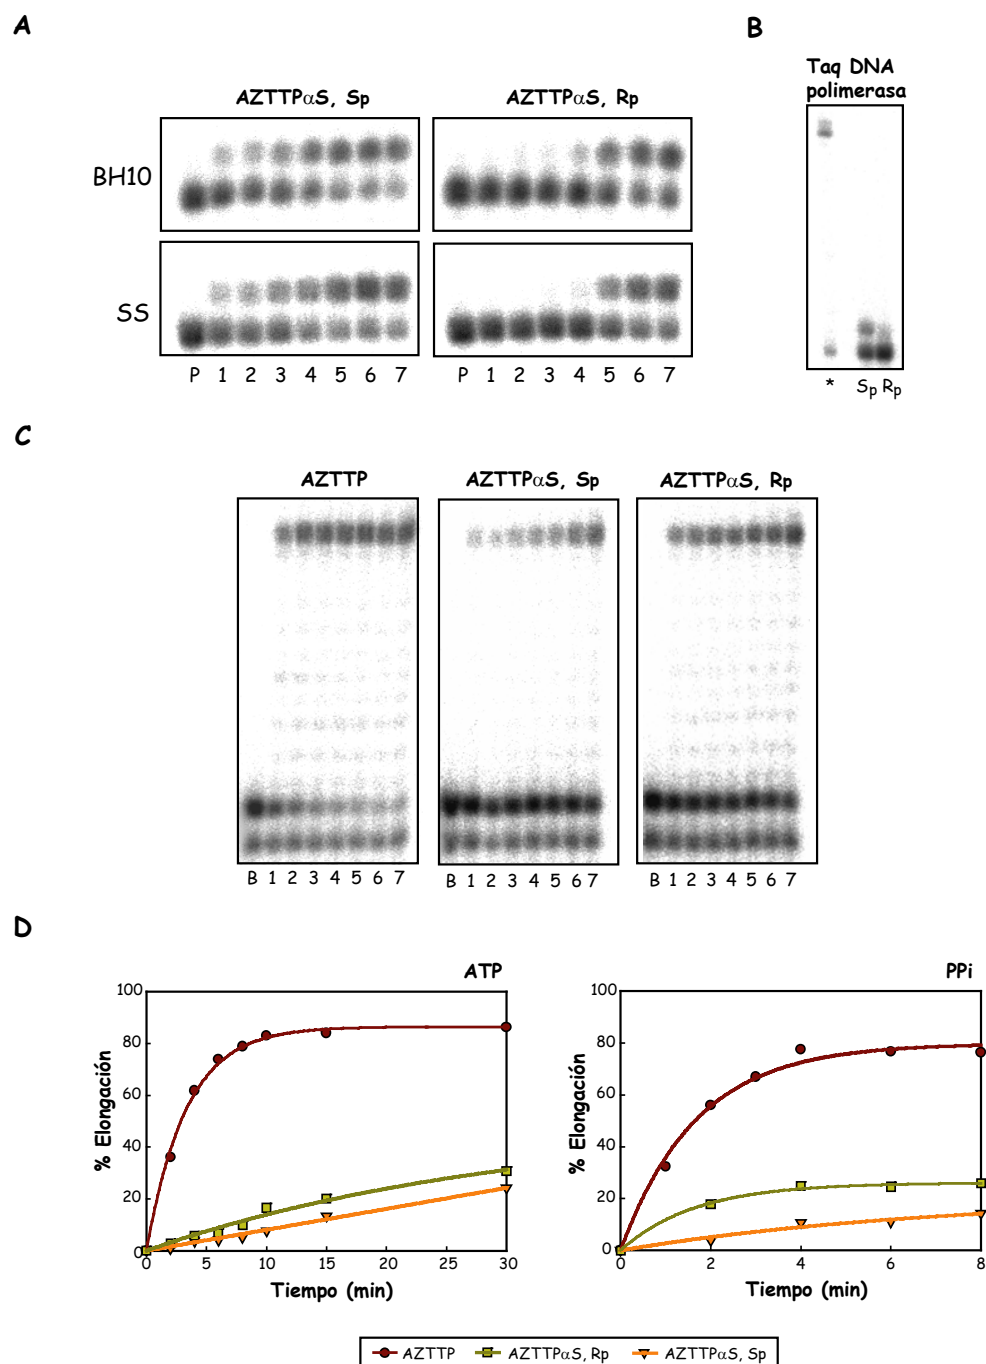 A
B
Taq DNA
polimerasa
AZTTPαS, Sp
AZTTPαS, Rp
BH10
SS
P 1 2 3 4 5 6 7
P 1 2 3 4 5 6 7
* Sp Rp
C
AZTTP
AZTTPαS, Sp
AZTTPαS, Rp
B 1 2 3 4 5 6 7
B 1 2 3 4 5 6 7
B 1 2 3 4 5 6 7
D
ATP
100
80
60
40
20
0
% Elongación
0 5 10 15 20 25 30
Tiempo (min)
PPi
100
80
60
40
20
0
% Elongación
0 2 4 6 8
Tiempo (min)
AZTTP AZTTPαS, Rp AZTTPαS, Sp